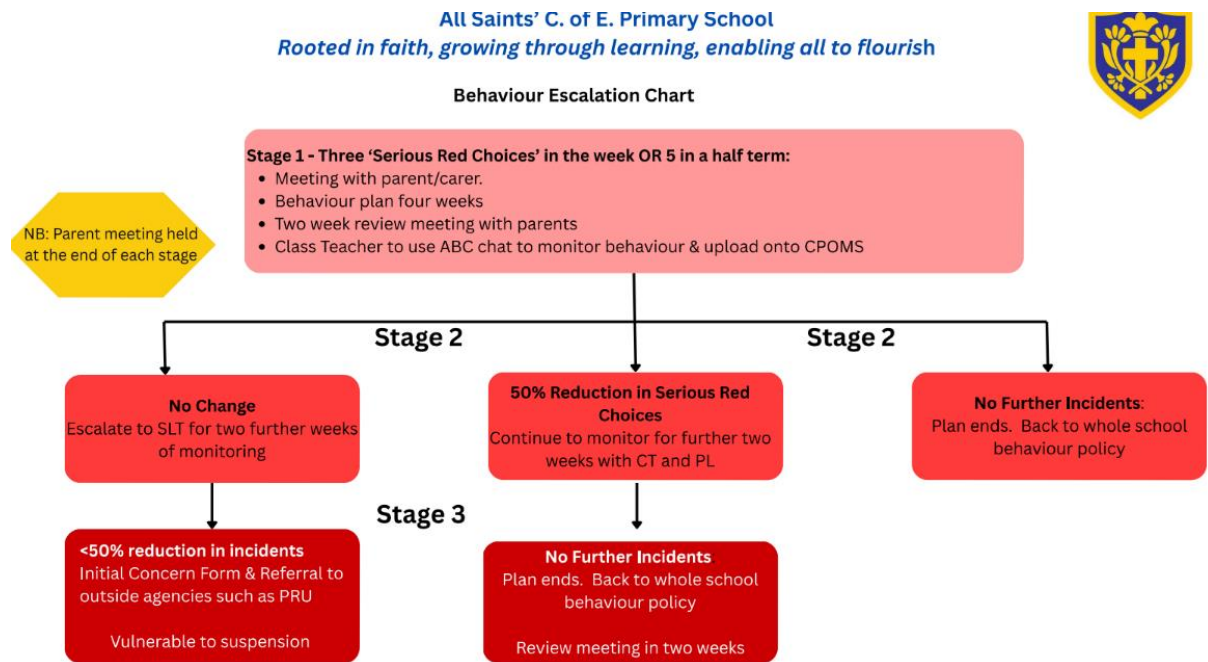 All Saints' C. of E. Primary School
Rooted in faith, growing through learning, enabling all to flourish
Behaviour Escalation Chart
Stage 1 - Three ‘Serious Red Choices’ in the week OR 5 in a half term:
• Meeting with parent/carer.
• Behaviour plan four weeks
• Two week review meeting with parents
• Class Teacher to use ABC chat to monitor behaviour & upload onto CPOMS
NB: Parent meeting held
at the end of each stage
Stage 2
Stage 2
No Change
Escalate to SLT for two further weeks
of monitoring
50% Reduction in Serious Red
Choices
Continue to monitor for further two
weeks with CT and PL
No Further Incidents:
Plan ends. Back to whole school
behaviour policy
Stage 3
<50% reduction in incidents
Initial Concern Form & Referral to
outside agencies such as PRU
Vulnerable to suspension
No Further Incidents
Plan ends. Back to whole school
behaviour policy
Review meeting in two weeks